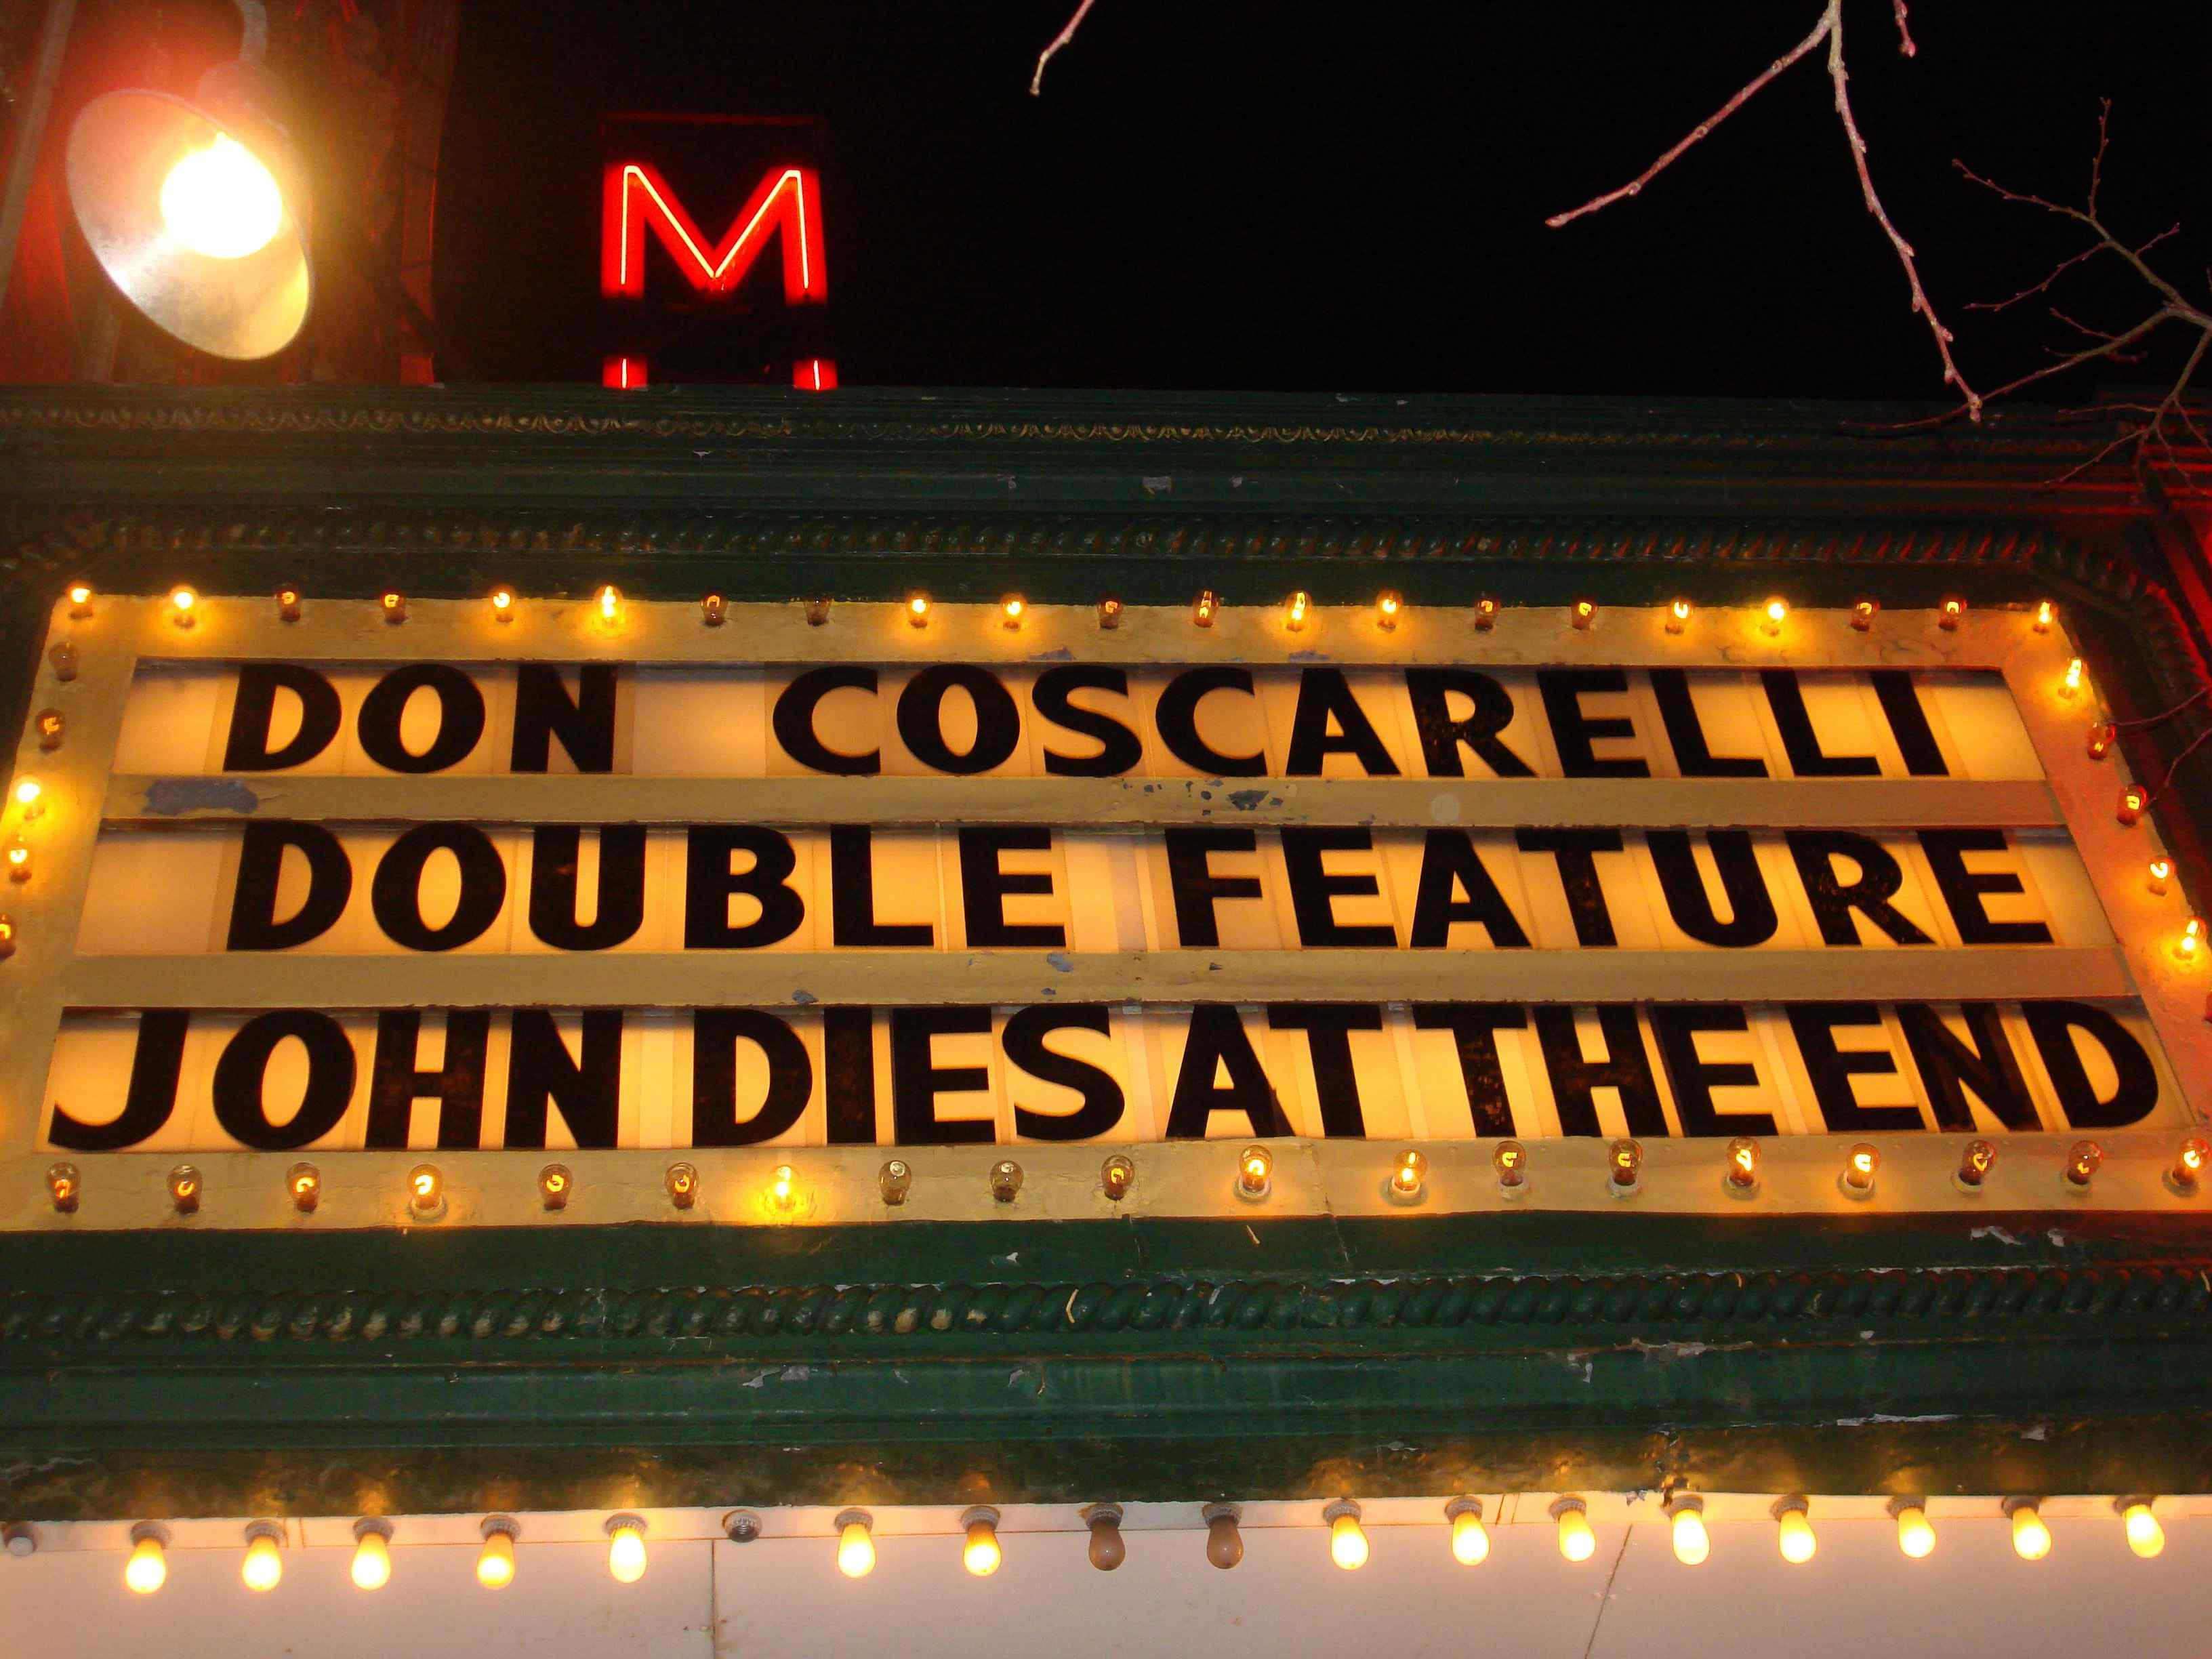 M
DON COSCARELLI
DOUBLE FEATURE
JOHN DIES AT THE END